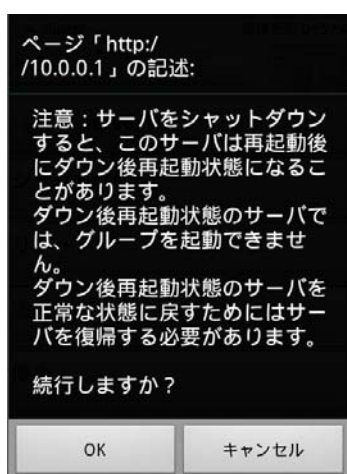 ページ「http:/
/10.0.0.1」の記述:
注意：サーバをシャットダウン
すると、このサーバは再起動後
にダウン後再起動状態になるこ
とがあります。
ダウン後再起動状態のサーバで
は、グループを起動できませ
ん。
ダウン後再起動状態のサーバを
正常な状態に戻すためにはサー
バを復帰する必要があります。
続行しますか？
OK
キャンセル